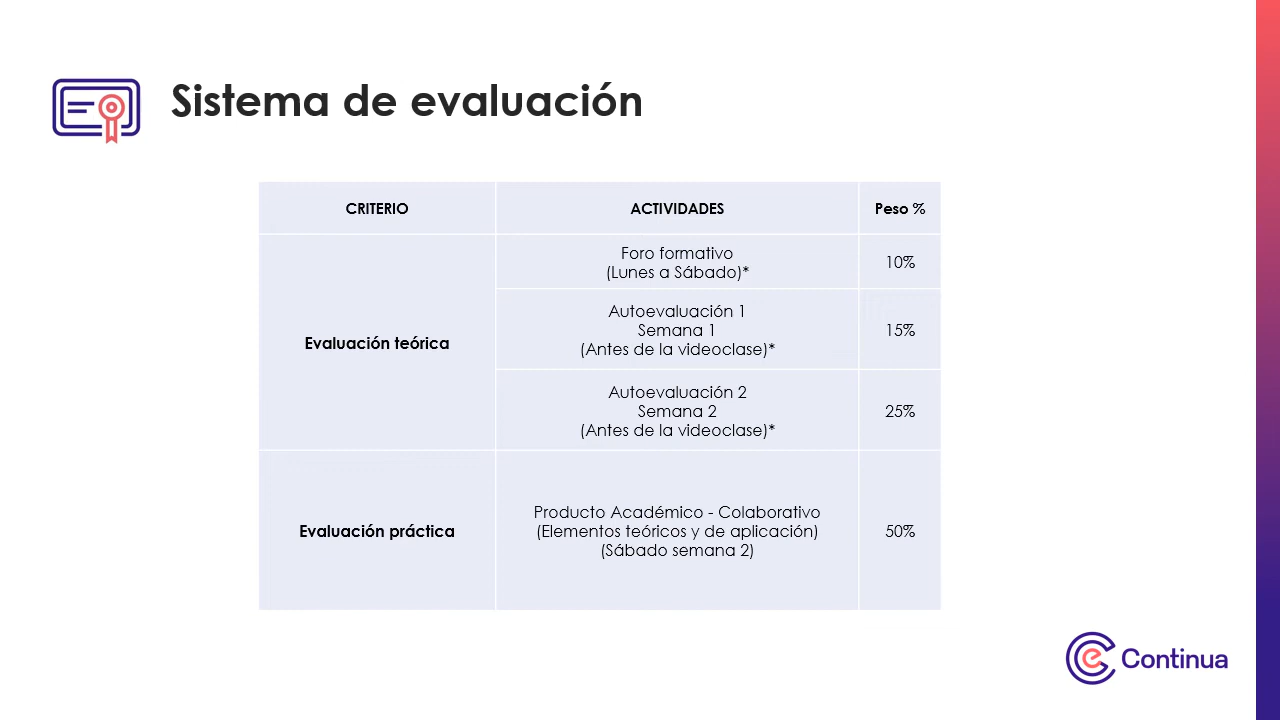 Sistema de evaluación
CRITERIO
ACTIVIDADES
Peso %
Evaluación teórica
Foro formativo
(Lunes a Sábado)*
10%
Autoevaluación 1
Semana 1
(Antes de la videoclase)*
15%
Autoevaluación 2
Semana 2
(Antes de la videoclase)*
25%
Evaluación práctica
Producto Académico - Colaborativo
(Elementos teóricos y de aplicación)
(Sábado semana 2)
50%
e Continua